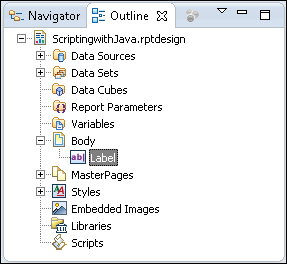 Navigator Outline
ScriptingwithJava.rptdesign
Data Sources
Data Sets
Data Cubes
Report Parameters
Variables
Body
ab Label
MasterPages
Styles
Embedded Images
Libraries
Scripts